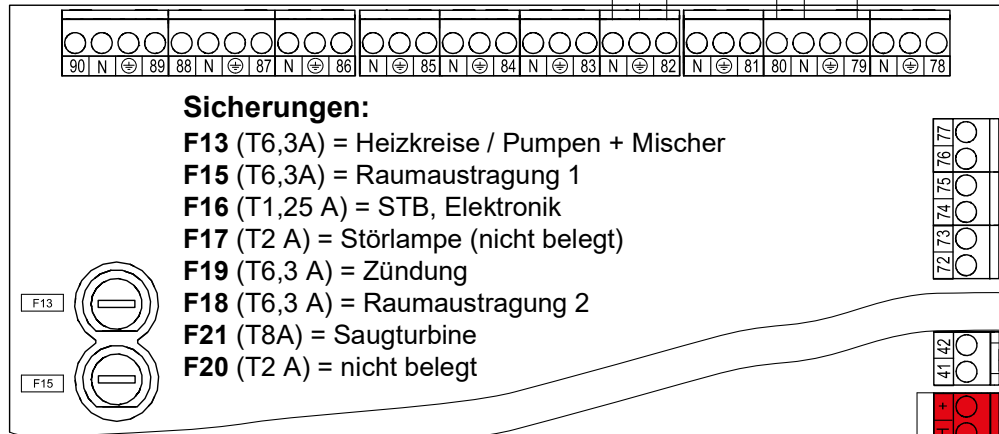 90 N 89 88 N 87 N 86 N 85 N 84 N 83 N 82 N 81 80 N 79 N 78
Sicherungen:
F13 (T6,3A) = Heizkreise / Pumpen + Mischer
F15 (T6,3A) = Raumaustragung 1
F16 (T1,25 A) = STB, Elektronik
F17 (T2 A) = Störlampe (nicht belegt)
F19 (T6,3 A) = Zündung
F18 (T6,3 A) = Raumaustragung 2
F21 (T8A) = Saugturbine
F20 (T2 A) = nicht belegt
F13
F15
77
76
75
74
73
72
42
41
+